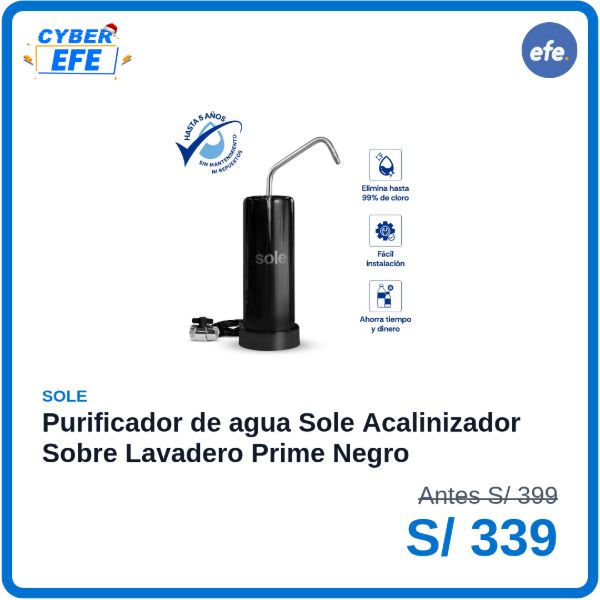 CYBER
EFE
efe.
HASTA 5 AÑOS
sole
SIN MANTENIMIENTO
NI REPUESTOS
Elimina hasta
99% de cloro
sole
Fácil
instalación
Ahorra tiempo
y dinero
SOLE
Purificador de agua Sole Acalinizador
Sobre Lavadero Prime Negro
Antes S/ 399
S/ 339